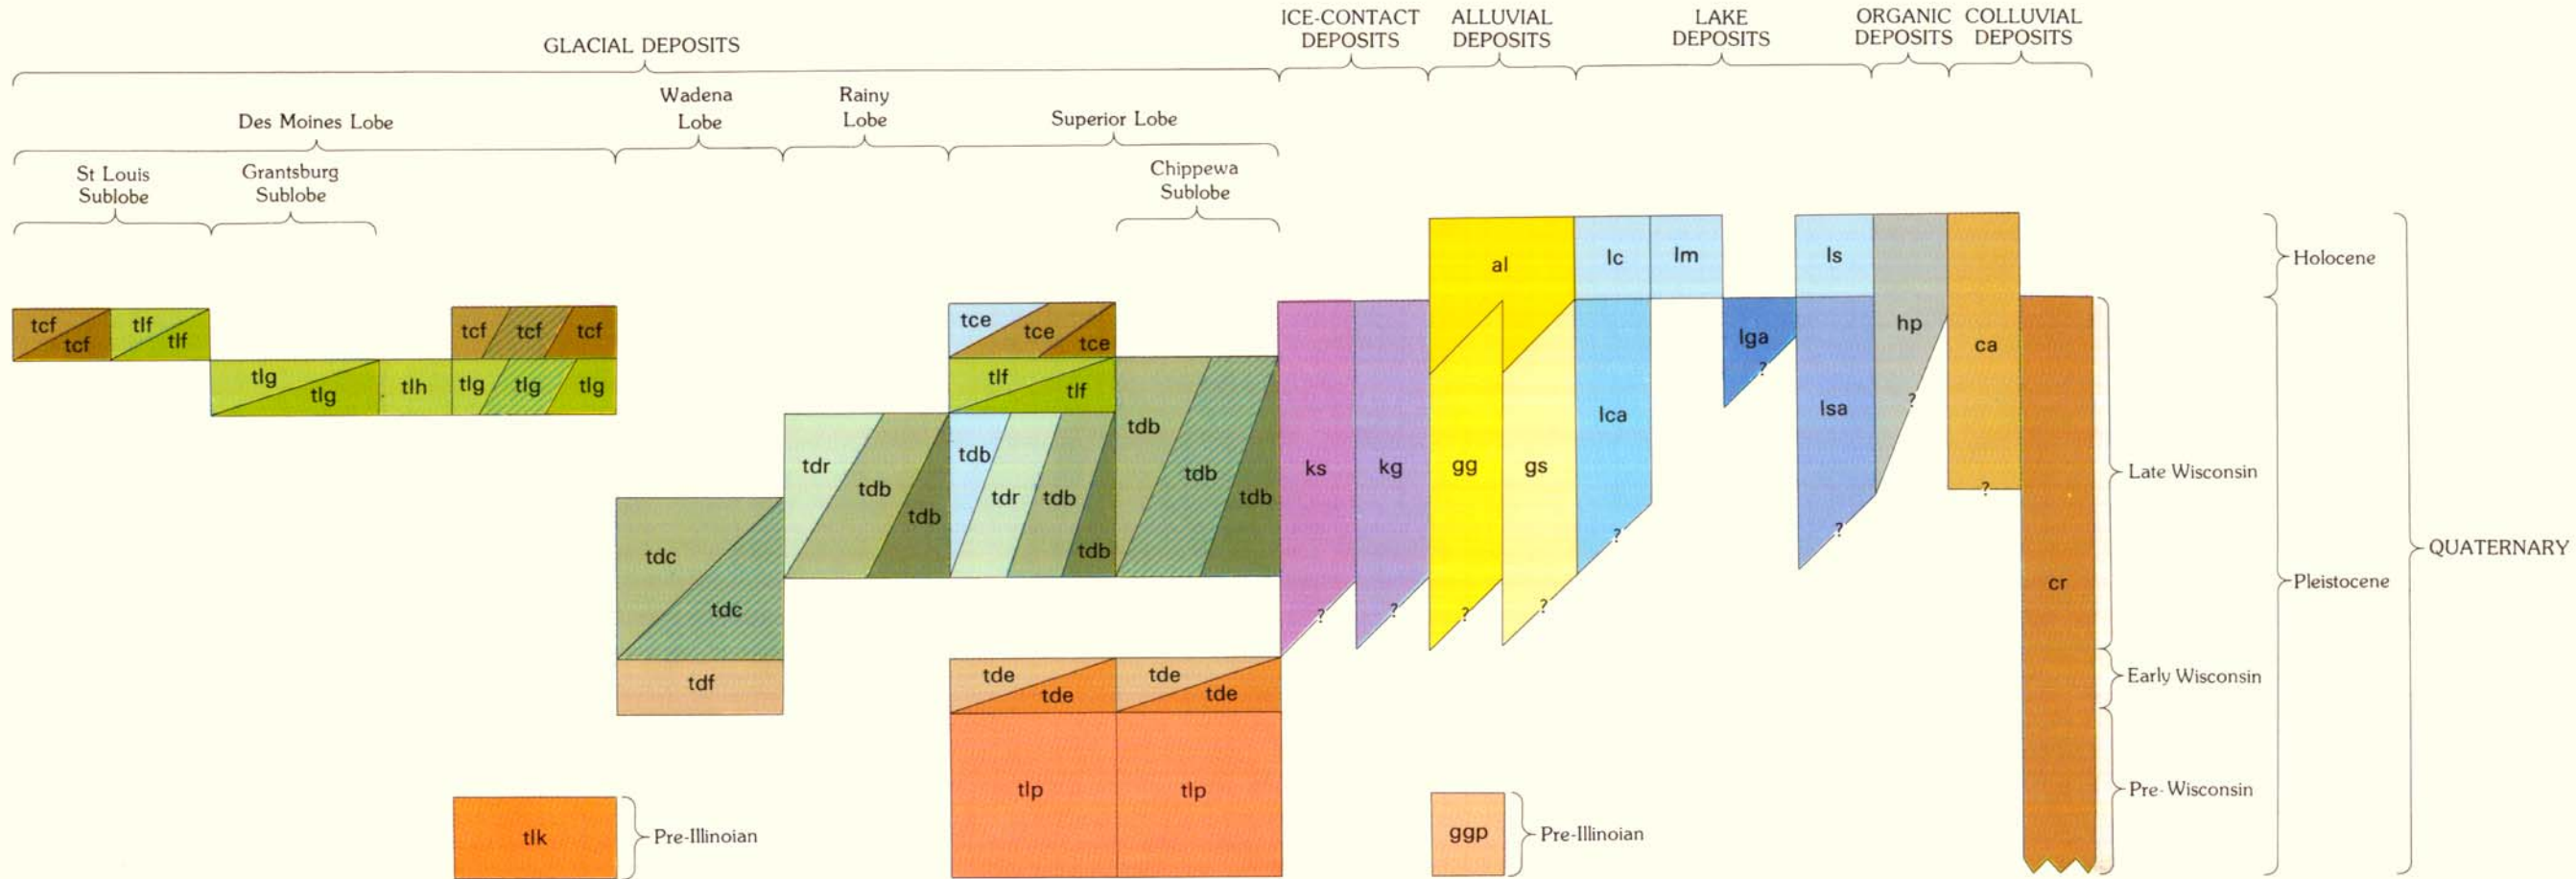 GLACIAL DEPOSITS
ICE-CONTACT
DEPOSITS
ALLUVIAL
DEPOSITS
LAKE
DEPOSITS
ORGANIC
DEPOSITS
COLLUVIAL
DEPOSITS
Des Moines Lobe
Wadena
Lobe
Rainy
Lobe
Superior Lobe
St Louis
Sublobe
Grantsburg
Sublobe
Chippewa
Sublobe
tcf
tcf
tlf
tlf
tlg
tlg
tlh
tcf
tcf
tcf
tlg
tlg
tlg
tdc
tdc
tdf
tlk
Pre-Illinoian
tdr
tdb
tdb
tce
tce
tce
tlf
tlf
tdb
tdr
tdb
tdb
tdb
tdb
tdb
tde
tde
tde
tde
tlp
tlp
ks
?
kg
?
al
gg
?
gs
?
ggp
Pre-Illinoian
lc
lm
lca
?
lga
?
ls
lsa
?
hp
?
ca
?
cr
Holocene
Late Wisconsin
Early Wisconsin
Pre-Wisconsin
Pleistocene
QUATERNARY